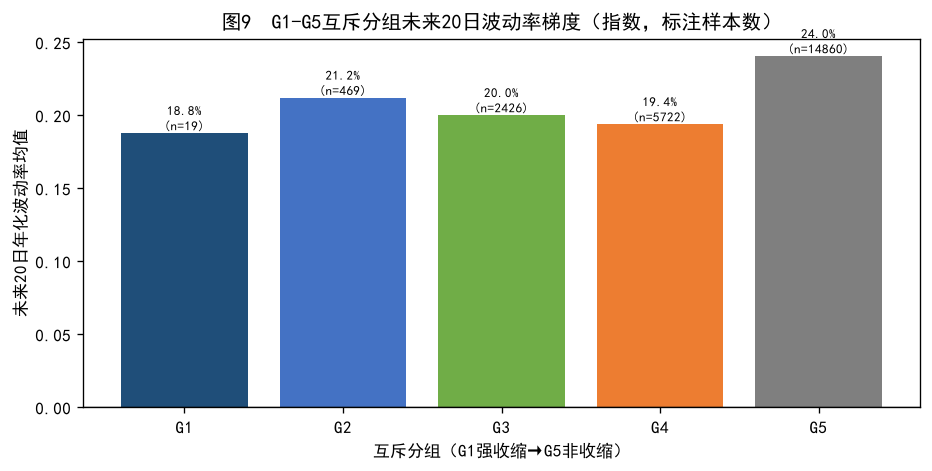 图9  G1-G5互斥分组未来20日波动率梯度（指数，标注样本数）
未来20日年化波动率均值
0.25
0.20
0.15
0.10
0.05
0.00
18.8%
(n=19)
21.2%
(n=469)
20.0%
(n=2426)
19.4%
(n=5722)
24.0%
(n=14860)
G1
G2
G3
G4
G5
互斥分组（G1强收缩→G5非收缩）